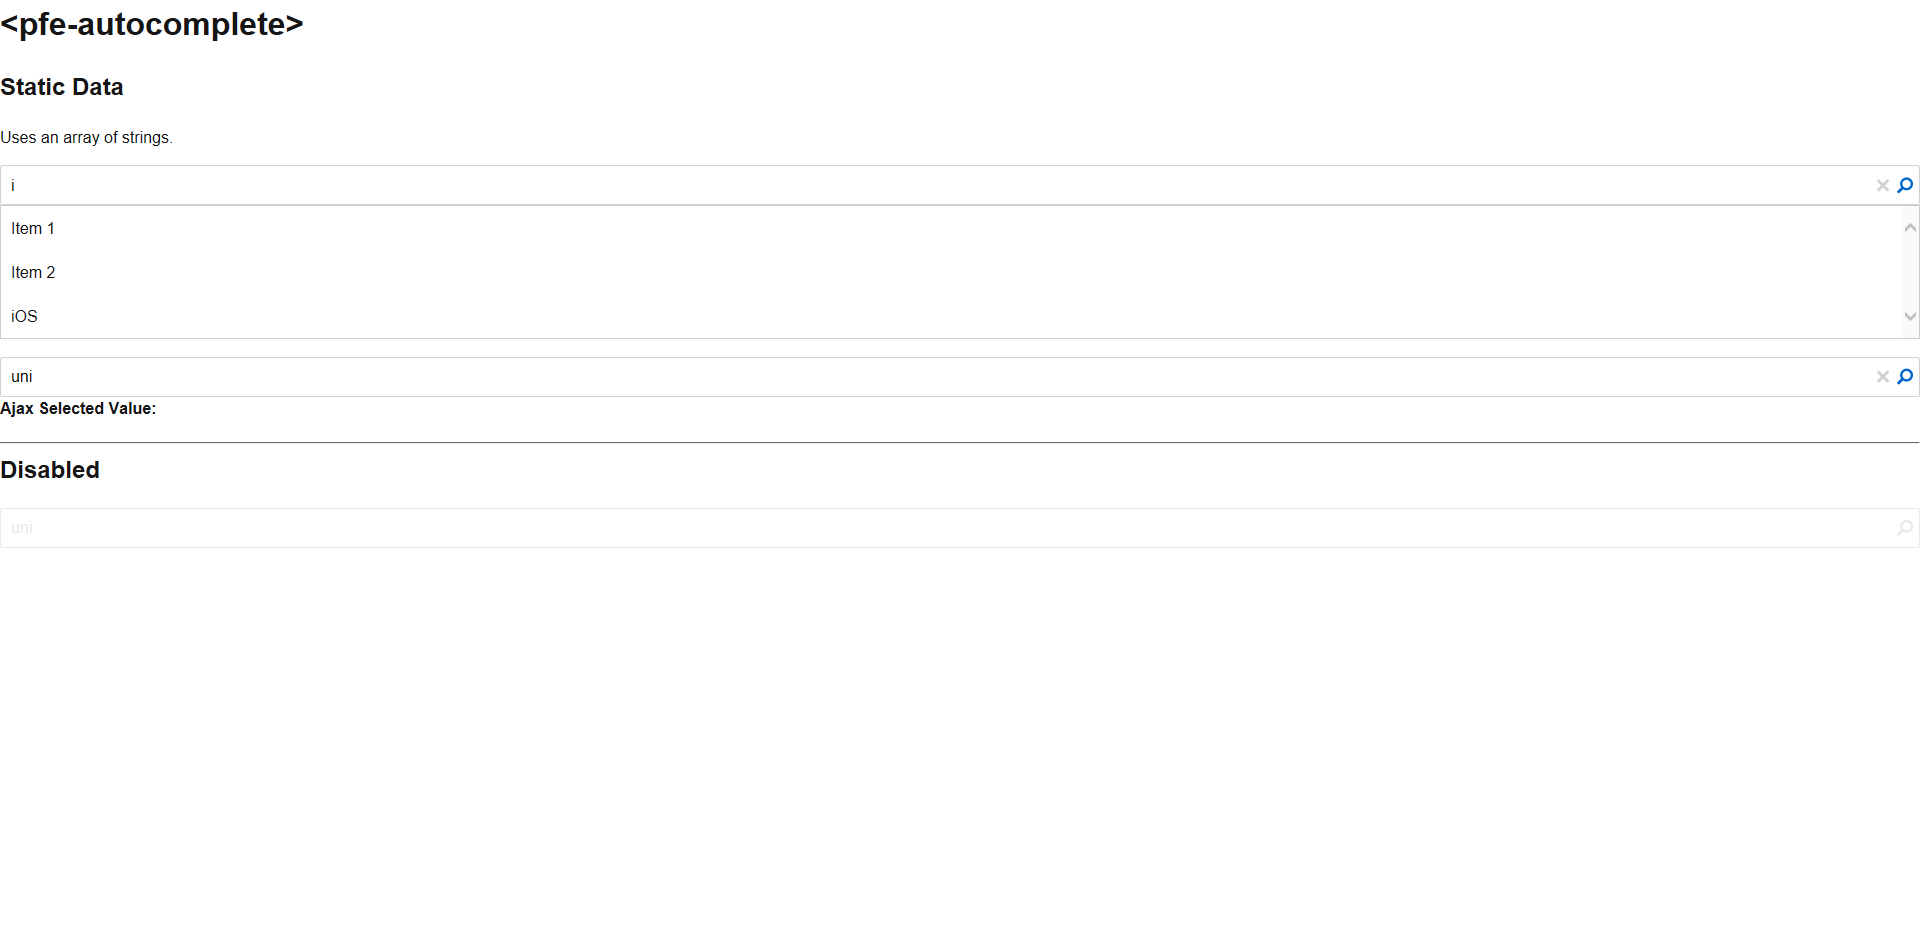 <pfe-autocomplete>
Static Data
Uses an array of strings.
i
Item 1
Item 2
iOS
uni
Ajax Selected Value:
Disabled
uni